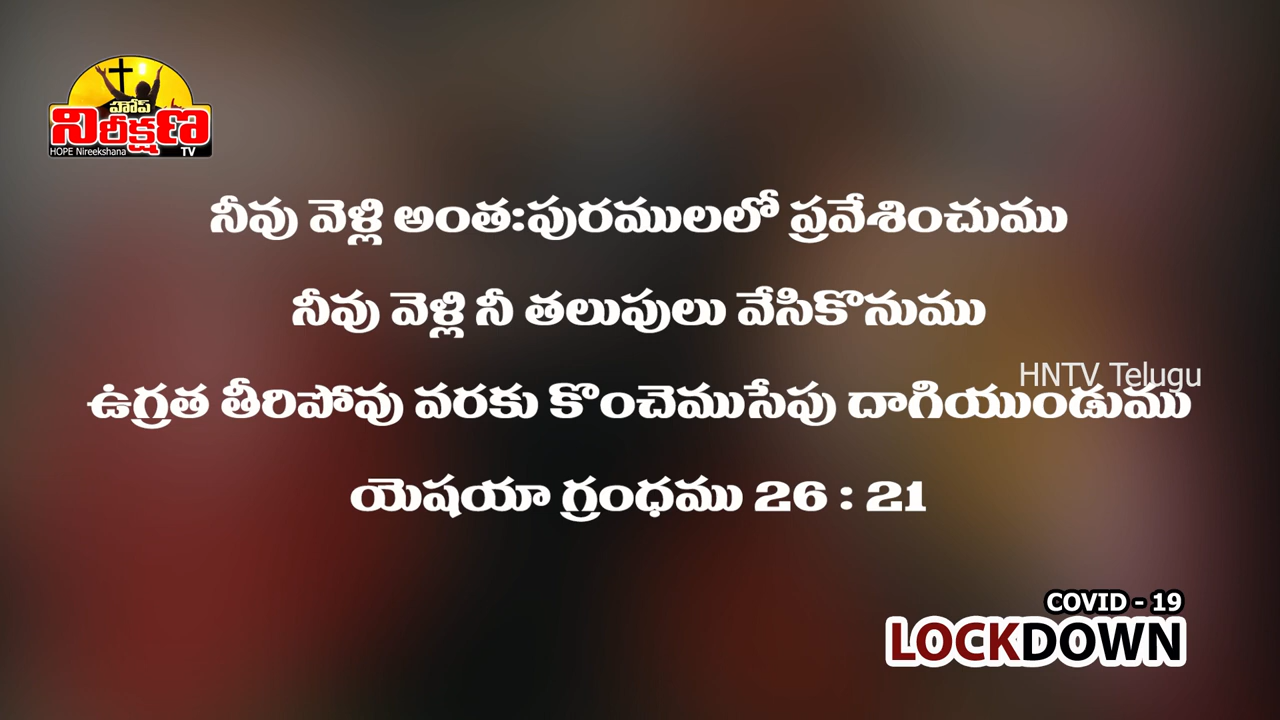 హోప్
నిరీక్షణ
HOPE Nireekshana TV
నీవు వెళ్లి అంత:పురములలో ప్రవేశించుము
నీవు వెళ్లి నీ తలుపులు వేసికొనుము
HNTV Telugu
ఉగ్రత తీరిపోవు వరకు కొంచెముసేపు దాగియుండుము
యెషయా గ్రంధము 26 : 21
COVID - 19
LOCKDOWN